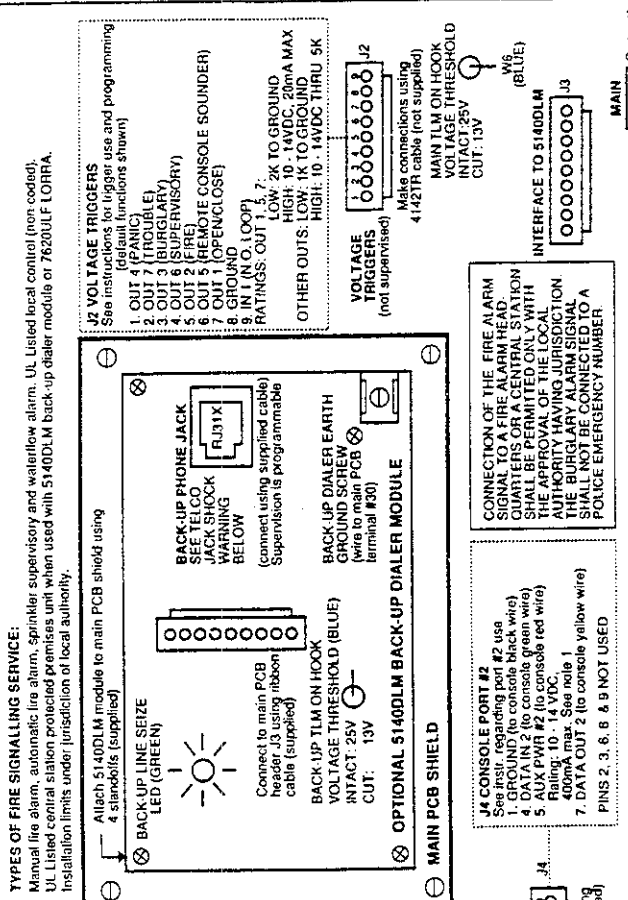 TYPES OF FIRE SIGNALLING SERVICE:
Manual fire alarm, automatic fire alarm, sprinkler supervisory and waterflow alarm. UL Listed local control (non-coded).
UL Listed central station protected premises unit when used with 5140DLM back-up dialer module or 7620ULF LORRA.
Installation limits under jurisdiction of local authority.
Attach 5140DLM module to main PCB shield using
4 standoffs (supplied)
BACK-UP LINE SEIZE
LED (GREEN)
BACK-UP PHONE JACK
SEE TELCO
JACK SHOCK
WARNING
BELOW
RJ31X
(connect using supplied cable)
Supervision is programmable
Connect to main PCB
header J3 using ribbon
cable (supplied)
BACK-UP TLM ON HOOK
VOLTAGE THRESHOLD (BLUE)
INTACT: 25V
CUT: 13V
BACK-UP DIALER EARTH
GROUND SCREW
(wire to main PCB
terminal #30)
OPTIONAL 5140DLM BACK-UP DIALER MODULE
MAIN PCB SHIELD
J2 VOLTAGE TRIGGERS
See instructions for trigger use and programming
[default functions shown]
1. OUT 4 (PANIC)
2. OUT 7 (TROUBLE)
3. OUT 3 (BURGLARY)
4. OUT 6 (SUPERVISORY)
5. OUT 2 (FIRE)
6. OUT 5 (REMOTE CONSOLE SOUNDER)
7 OUT 1 (OPEN/CLOSE)
8. GROUND
9. IN 1 (N.O. LOOP)
RATINGS: OUT 1, 5, 7:
LOW: 2K TO GROUND
HIGH: 10 - 14VDC, 20mA MAX
OTHER OUTS: LOW: 1K TO GROUND
HIGH: 10 - 14VDC THRU 5K
VOLTAGE
TRIGGERS
(not supervised)
1 2 3 4 5 6 7 8 9
J2
Make connections using
4142TR cable (not supplied)
MAIN TLM ON HOOK
VOLTAGE THRESHOLD
INTACT:25V
CUT: 13V
W6
(BLUE)
INTERFACE TO 5140DLM
J3
MAIN
J4
J4 CONSOLE PORT #2
See instr. regarding port #2 use
1. GROUND (to console black wire)
4. DATA IN 2 (to console green wire)
5. AUX PWR #2 (to console red wire)
Rating: 10 - 14 VDC,
400mA max. See note 1
7. DATA OUT 2 (to console yellow wire)
PINS 2, 3, 6, 8 & 9 NOT USED
CONNECTION OF THE FIRE ALARM
SIGNAL TO A FIRE ALARM HEAD-
QUARTERS OR A CENTRAL STATION
SHALL BE PERMITTED ONLY WITH
THE APPROVAL OF THE LOCAL
AUTHORITY HAVING JURISDICTION.
THE BURGLARY ALARM SIGNAL
SHALL NOT BE CONNECTED TO A
POLICE EMERGENCY NUMBER.